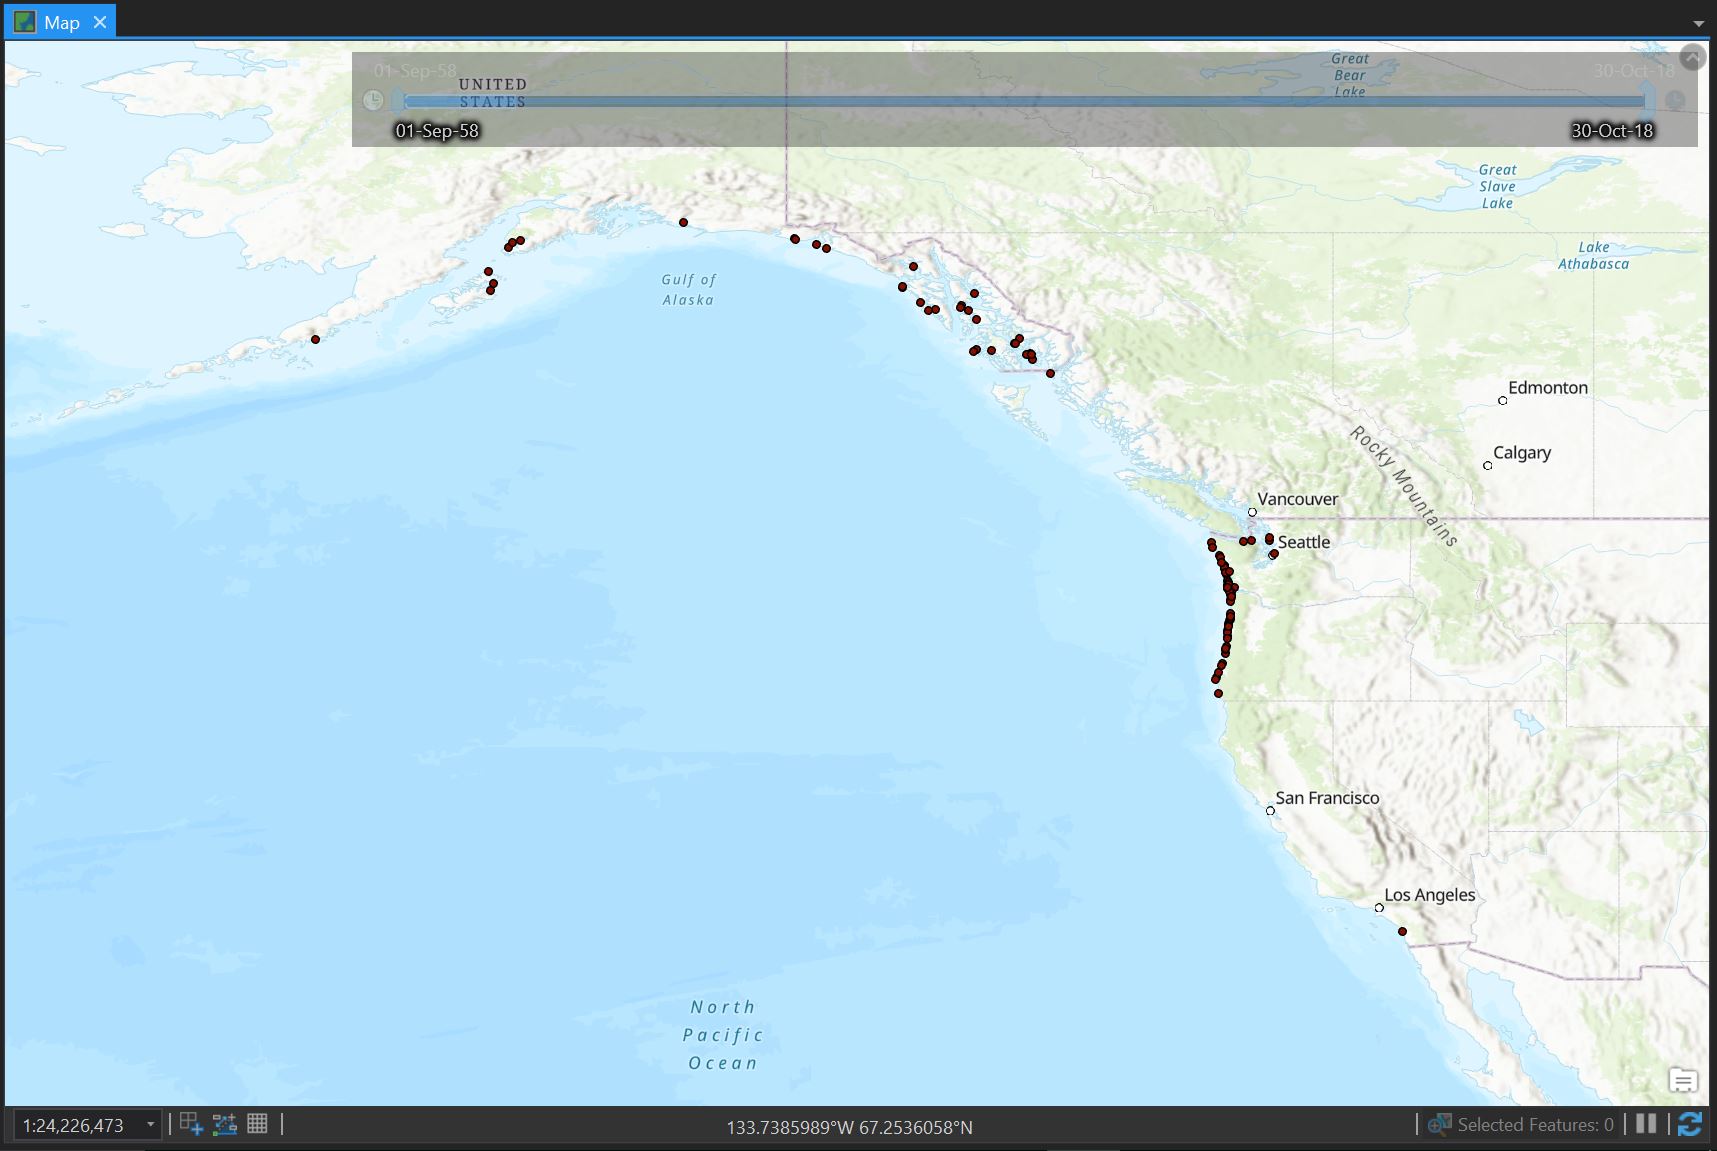 Map
01-Sep-58
30-Oct-18
UNITED
STATES
01-Sep-58
30-Oct-18
Great
Bear
Lake
Great
Slave
Lake
Lake
Athabasca
Gulf of
Alaska
Edmonton
Calgary
Rocky Mountains
Vancouver
Seattle
San Francisco
Los Angeles
North
Pacific
Ocean
1:24,226,473
133.7385989°W 67.2536058°N
Selected Features: 0